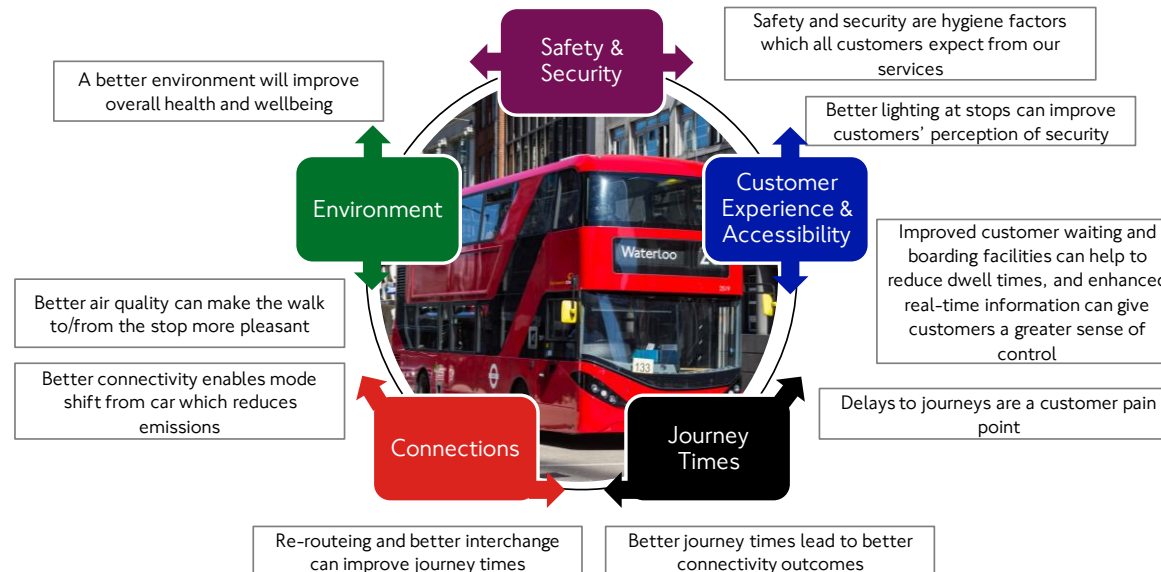 Safety &
Security
Safety and security are hygiene factors
which all customers expect from our
services
A better environment will improve
overall health and wellbeing
Better lighting at stops can improve
customers’ perception of security
Environment
Customer
Experience &
Accessibility
Waterloo
Improved customer waiting and
boarding facilities can help to
reduce dwell times, and enhanced
real-time information can give
customers a greater sense of
control
Better air quality can make the walk
to/from the stop more pleasant
133
Better connectivity enables mode
shift from car which reduces
emissions
Delays to journeys are a customer pain
point
Connections
Journey
Times
Re-routeing and better interchange
can improve journey times
Better journey times lead to better
connectivity outcomes